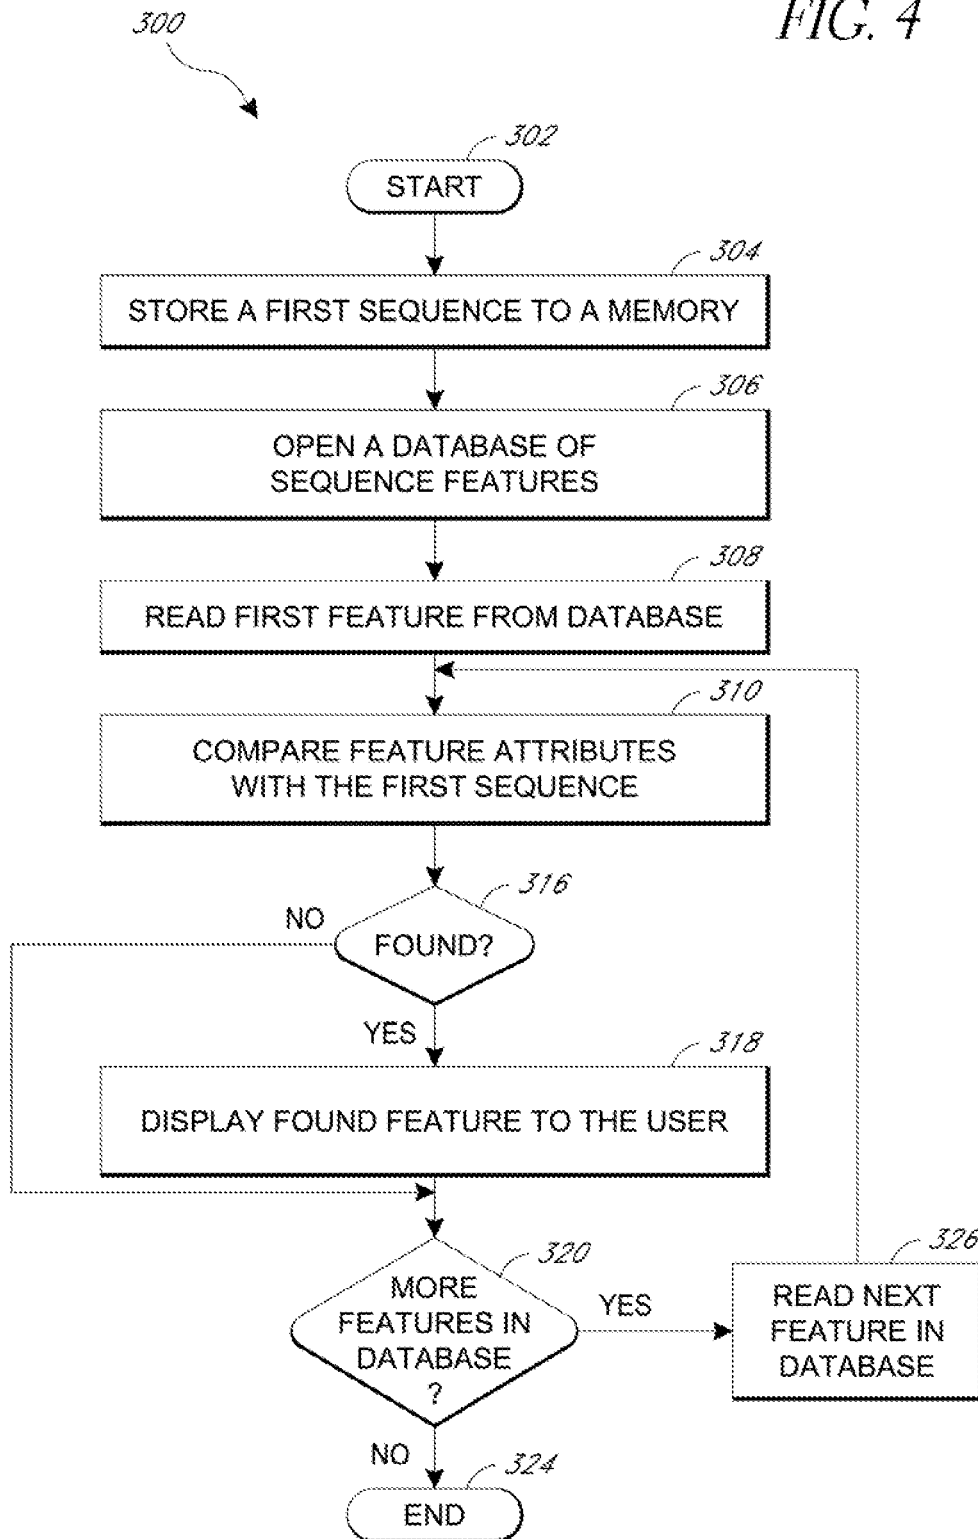 FIG. 4
300
302
START
304
STORE A FIRST SEQUENCE TO A MEMORY
306
OPEN A DATABASE OF
SEQUENCE FEATURES
308
READ FIRST FEATURE FROM DATABASE
310
COMPARE FEATURE ATTRIBUTES
WITH THE FIRST SEQUENCE
316
NO
FOUND?
YES
318
DISPLAY FOUND FEATURE TO THE USER
320
MORE
FEATURES IN
DATABASE
?
YES
326
READ NEXT
FEATURE IN
DATABASE
NO
324
END